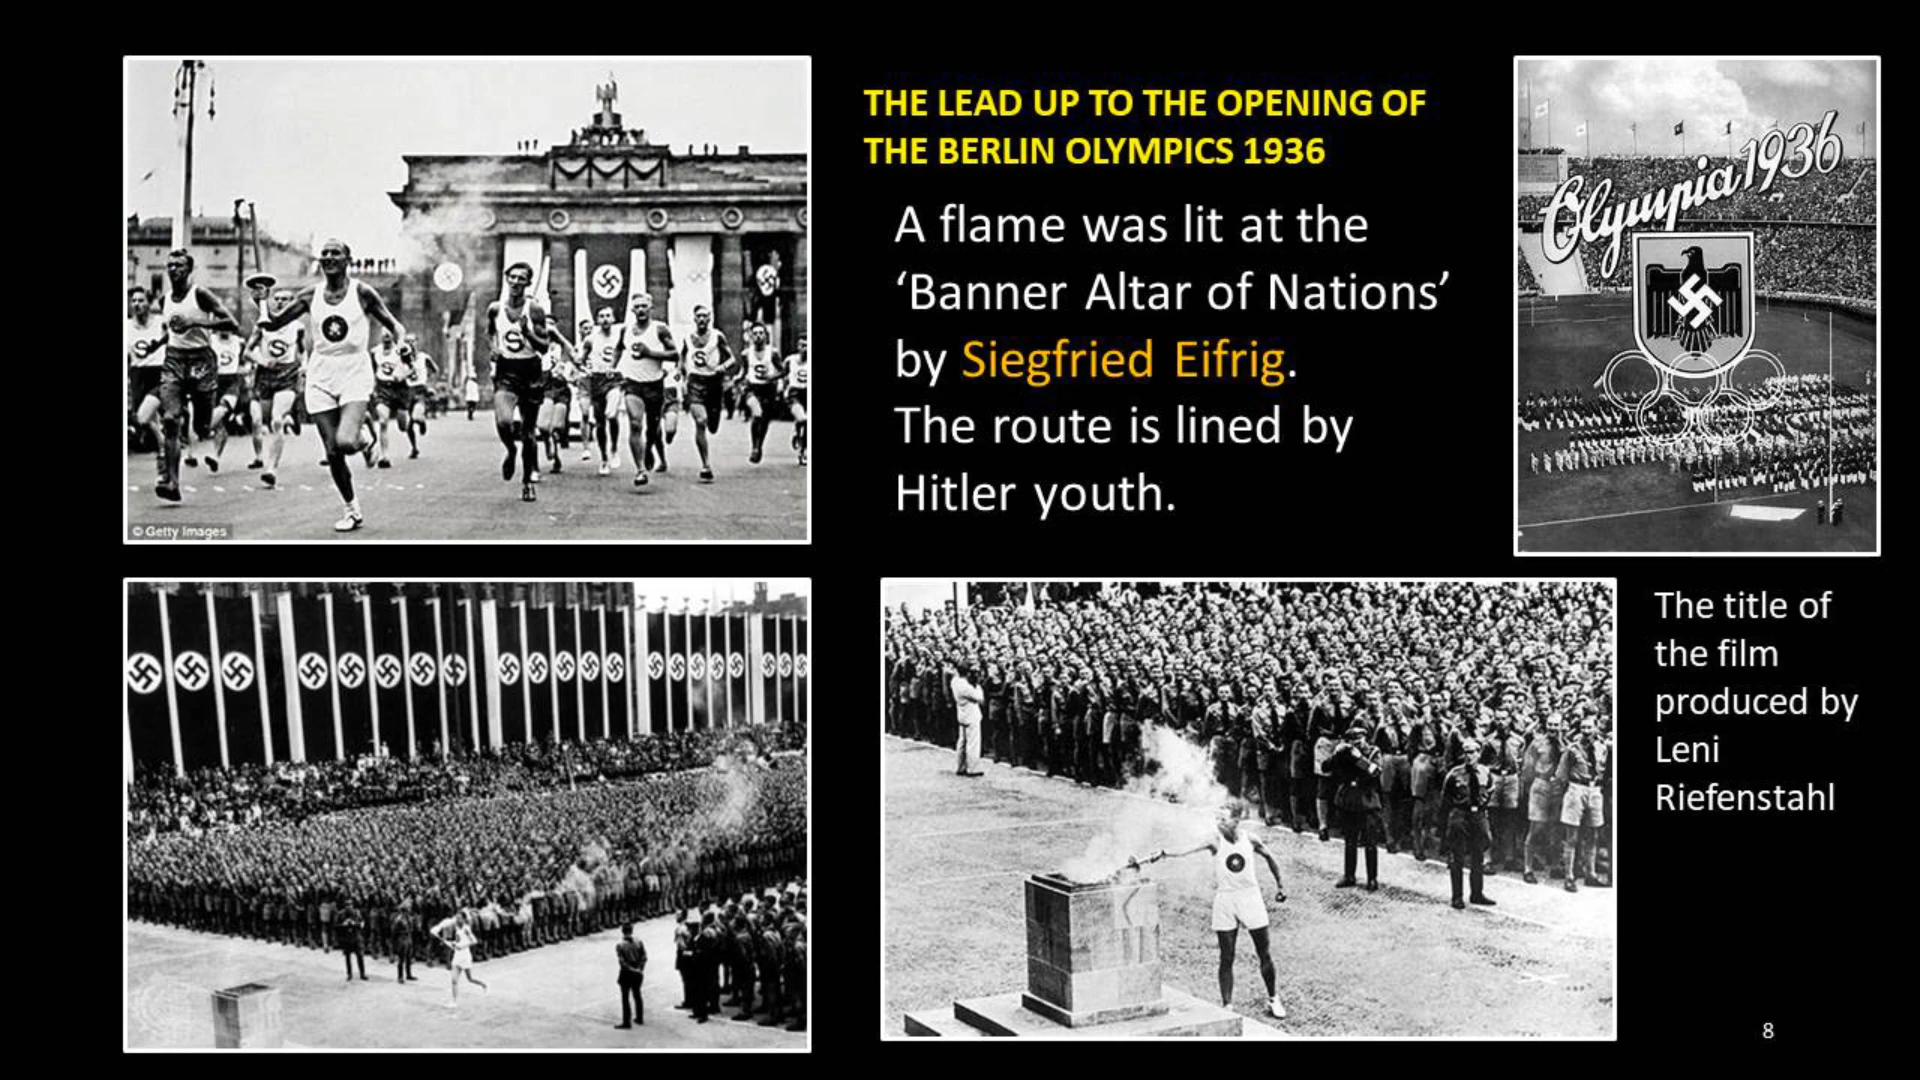 THE LEAD UP TO THE OPENING OF
THE BERLIN OLYMPICS 1936
A flame was lit at the
‘Banner Altar of Nations’
by Siegfried Eifrig.
The route is lined by
Hitler youth.
Olympia 1936
S
S
S
S
S
S
S
S
S
© Getty Images
The title of
the film
produced by
Leni
Riefenstahl
8